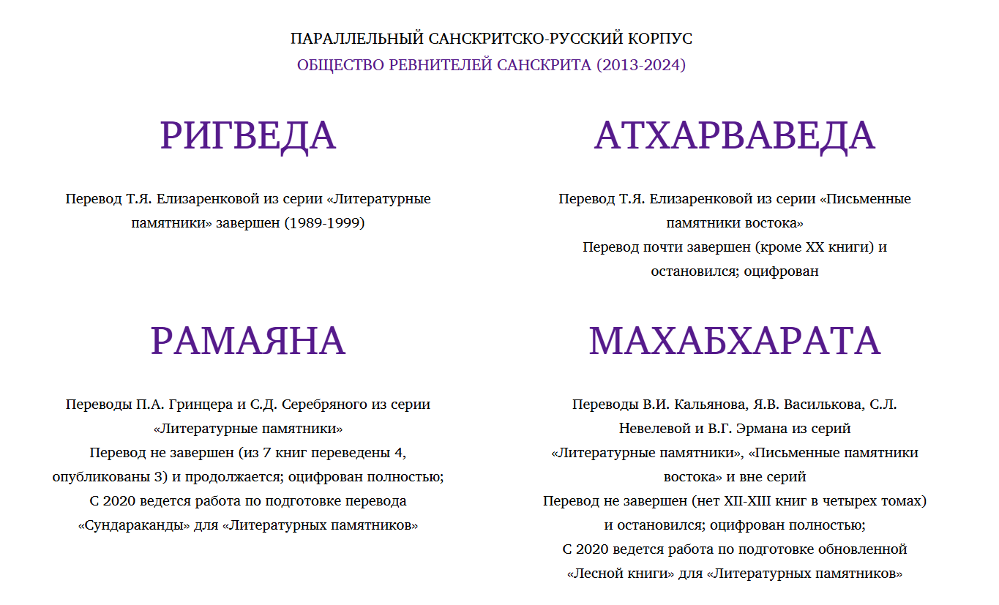 ПАРАЛЛЕЛЬНЫЙ САНСКРИТСКО-РУССКИЙ КОРПУС
ОБЩЕСТВО РЕВНИТЕЛЕЙ САНСКРИТА (2013-2024)
РИГВЕДА
Перевод Т.Я. Елизаренковой из серии «Литературные
памятники» завершен (1989-1999)
АТХАРВАВЕДА
Перевод Т.Я. Елизаренковой из серии «Письменные
памятники востока»
Перевод почти завершен (кроме XX книги) и
остановился; оцифрован
РАМАЯНА
Переводы П.А. Гринцера и С.Д. Серебряного из серии
«Литературные памятники»
Перевод не завершен (из 7 книг переведены 4,
опубликованы 3) и продолжается; оцифрован полностью;
С 2020 ведется работа по подготовке перевода
«Сундараканды» для «Литературных памятников»
МАХАБХАРАТА
Переводы В.И. Кальянова, Я.В. Василькова, С.Л.
Невелевой и В.Г. Эрмана из серий
«Литературные памятники», «Письменные памятники
востока» и вне серий
Перевод не завершен (нет XII-XIII книг в четырех томах)
и остановился; оцифрован полностью;
С 2020 ведется работа по подготовке обновленной
«Лесной книги» для «Литературных памятников»